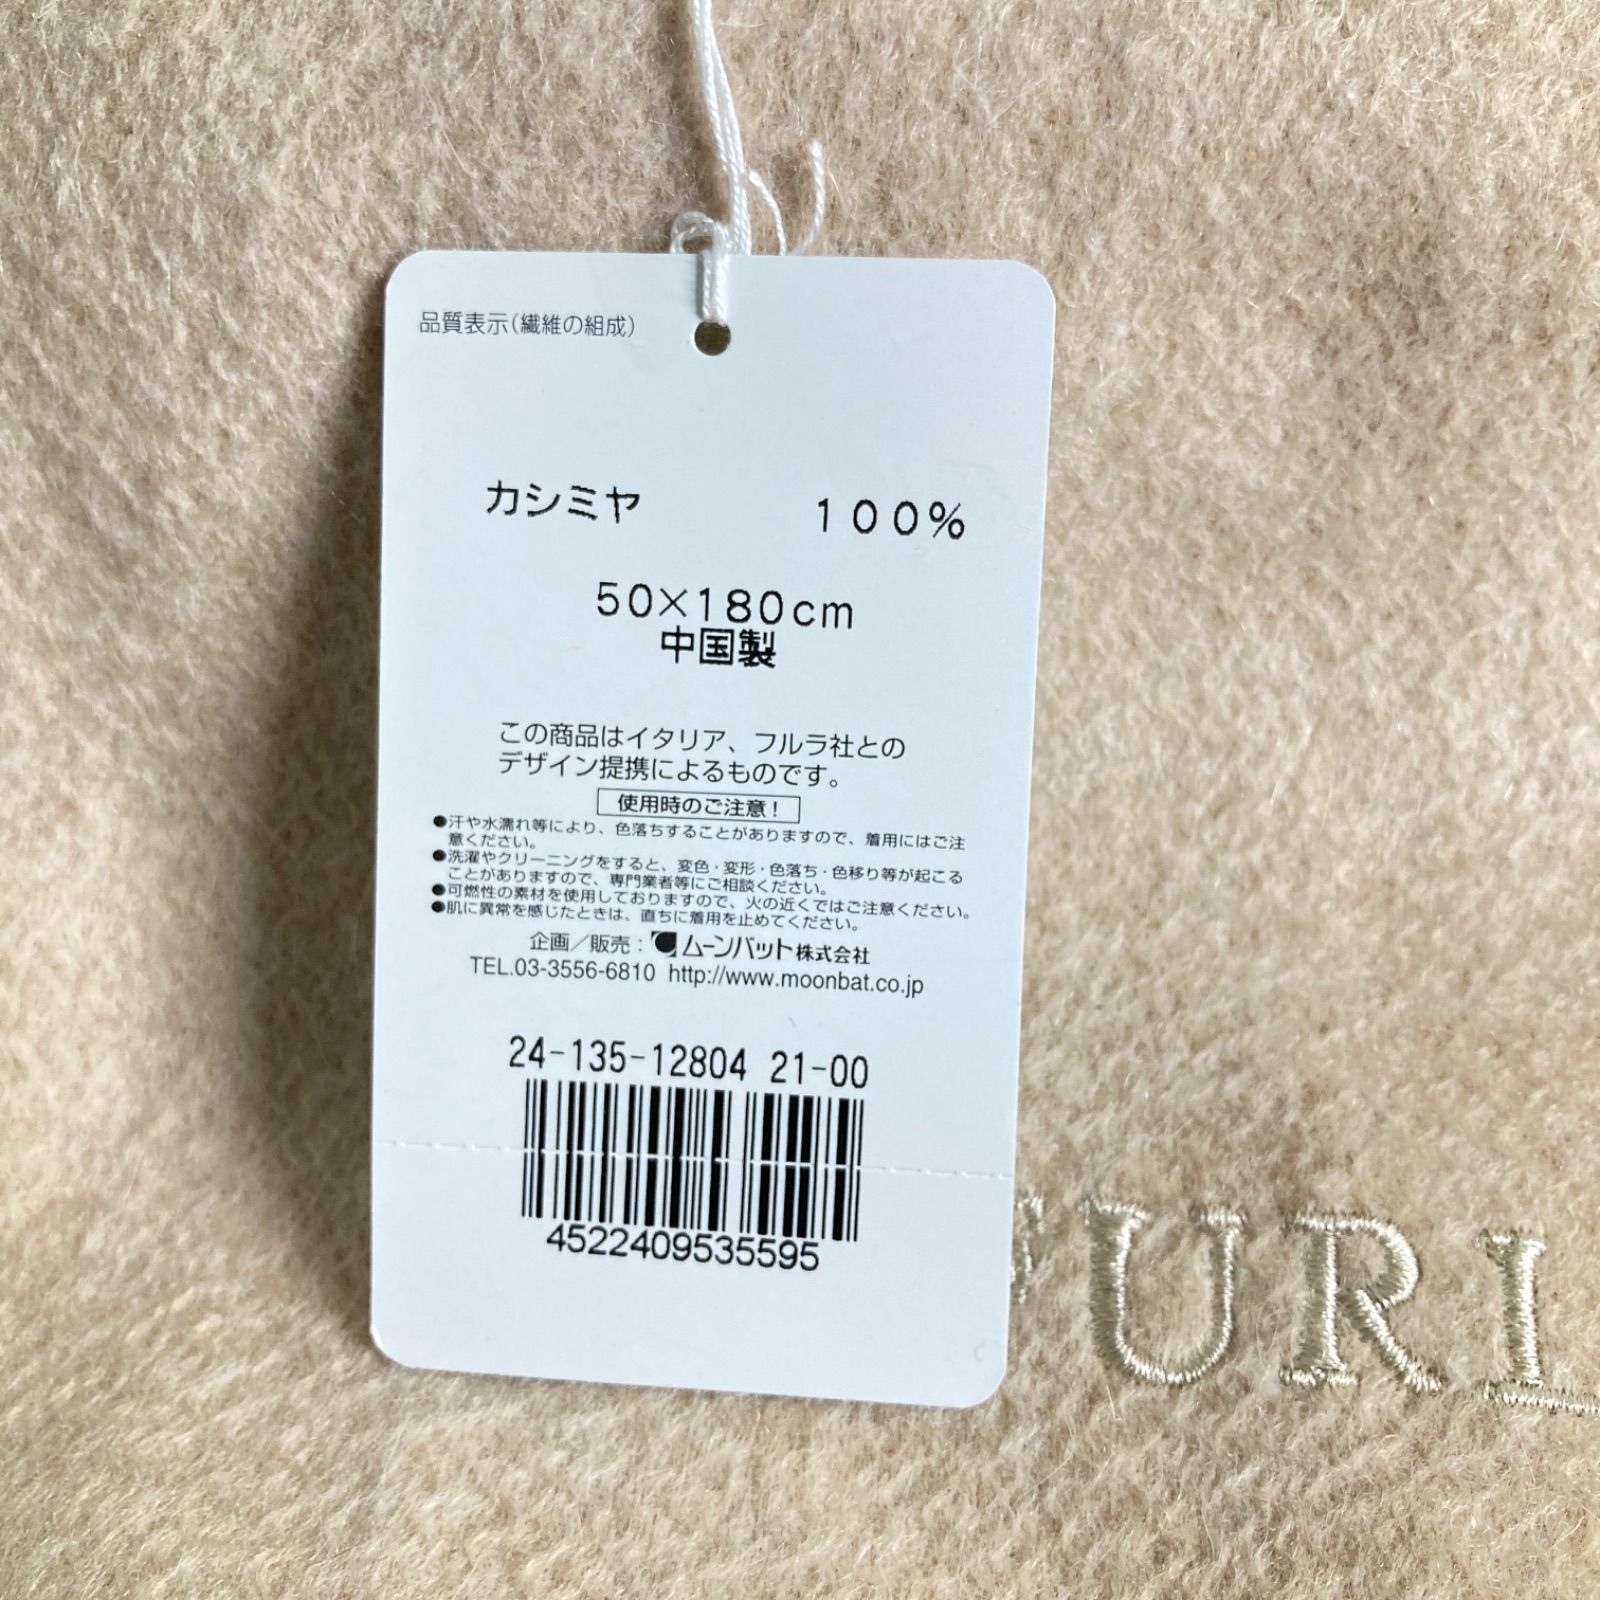 品質表示(繊維の組成)
カシミヤ 100%
50×180cm
中国製
この商品はイタリア、フルラ社との
デザイン提携によるものです。
使用時のご注意！
●汗や水濡れ等により、色落ちすることがありますので、着用にはご注
意ください。
●洗濯やクリーニングをすると、変色・変形・色落ち・色移り等が起こる
ことがありますので、専門業者等にご相談ください。
●可燃性の素材を使用しておりますので、火の近くではご注意ください。
●肌に異常を感じたときは、直ちに着用を止めてください。
企画／販売：ムーンバット株式会社
TEL.03-3556-6810 http://www.moonbat.co.jp
24-135-12804 21-00
4522409535595
FURL